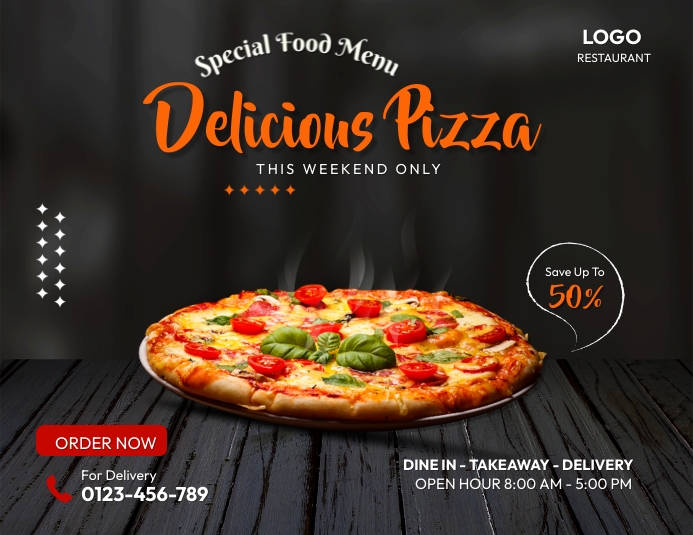 LOGO
RESTAURANT
Special Food Menu
Delicious Pizza
THIS WEEKEND ONLY
Save Up To
50%
ORDER NOW
For Delivery
0123-456-789
DINE IN - TAKEAWAY - DELIVERY
OPEN HOUR 8:00 AM - 5:00 PM